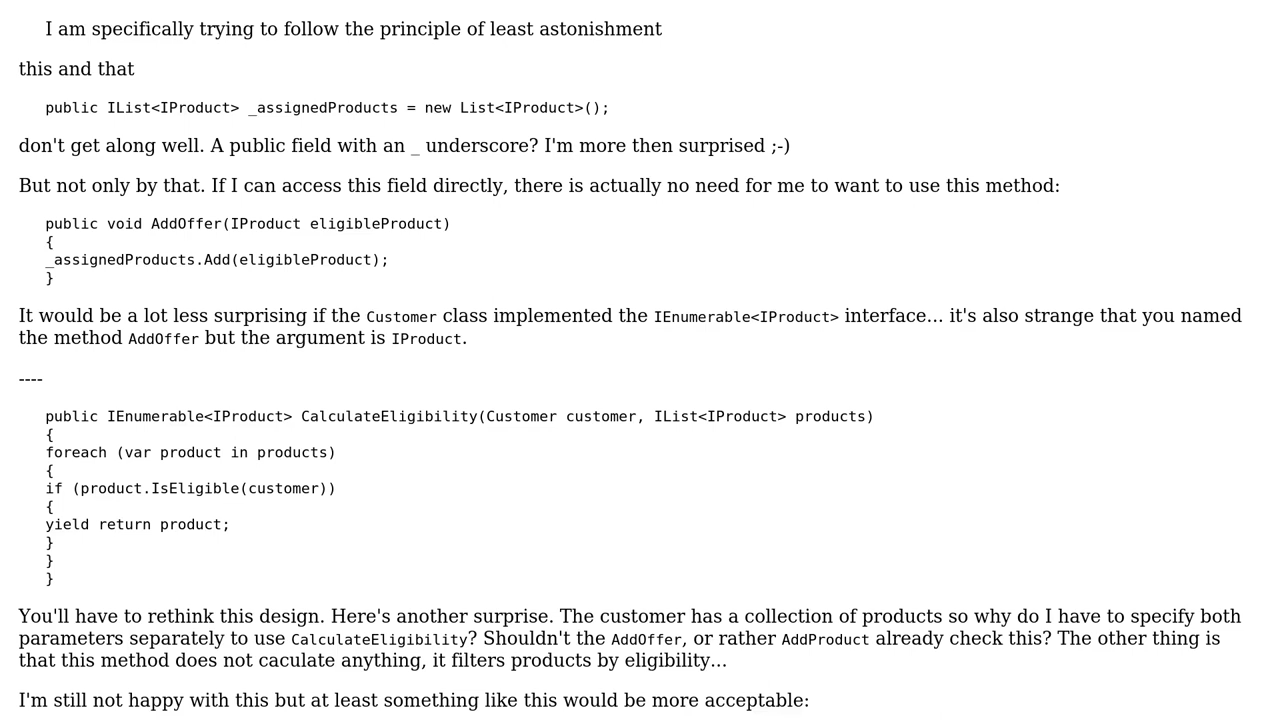 I am specifically trying to follow the principle of least astonishment
this and that
public IList<IProduct> _assignedProducts = new List<IProduct>();
don't get along well. A public field with an _ underscore? I'm more then surprised ;-)
But not only by that. If I can access this field directly, there is actually no need for me to want to use this method:
public void AddOffer(IProduct eligibleProduct)
{
_assignedProducts.Add(eligibleProduct);
}
It would be a lot less surprising if the Customer class implemented the IEnumerable<IProduct> interface... it's also strange that you named
the method AddOffer but the argument is IProduct.
----
public IEnumerable<IProduct> CalculateEligibility(Customer customer, IList<IProduct> products)
{
foreach (var product in products)
{
if (product.IsEligible(customer))
{
yield return product;
}
}
}
You'll have to rethink this design. Here's another surprise. The customer has a collection of products so why do I have to specify both
parameters separately to use CalculateEligibility? Shouldn't the AddOffer, or rather AddProduct already check this? The other thing is
that this method does not caculate anything, it filters products by eligibility...
I'm still not happy with this but at least something like this would be more acceptable: